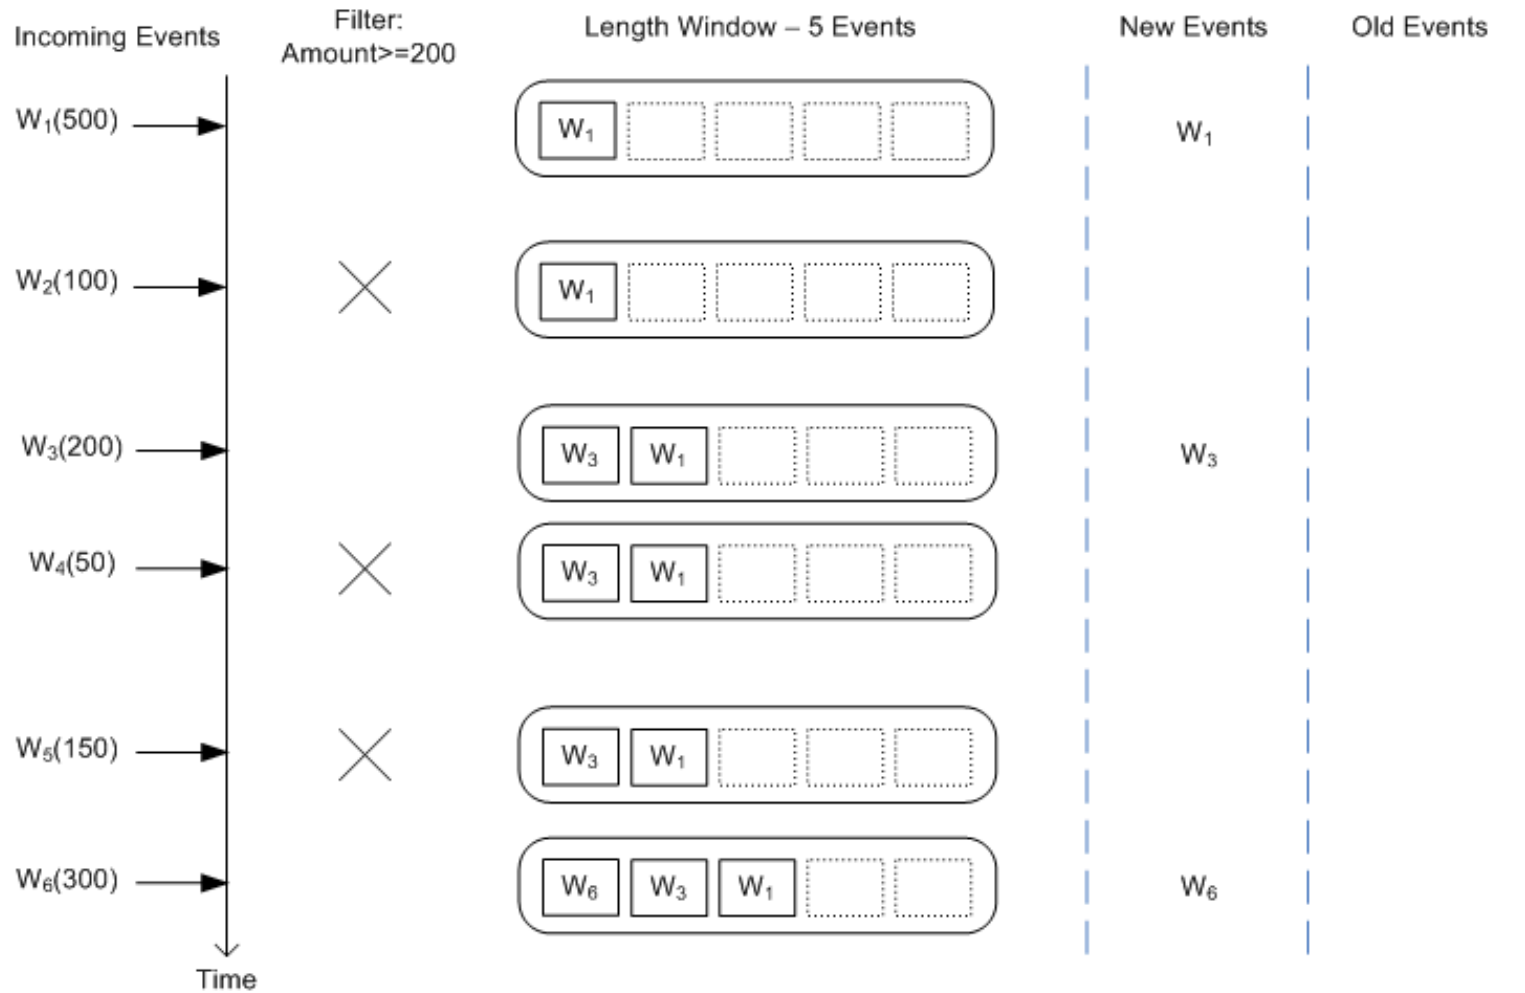 Incoming Events
Filter:
Amount>=200
Length Window – 5 Events
New Events
Old Events
W₁(500)
W₁
W₁
W₂(100)
W₁
W₃(200)
W₃ W₁
W₃
W₄(50)
W₃ W₁
W₅(150)
W₃ W₁
W₆(300)
W₆ W₃ W₁
W₆
Time